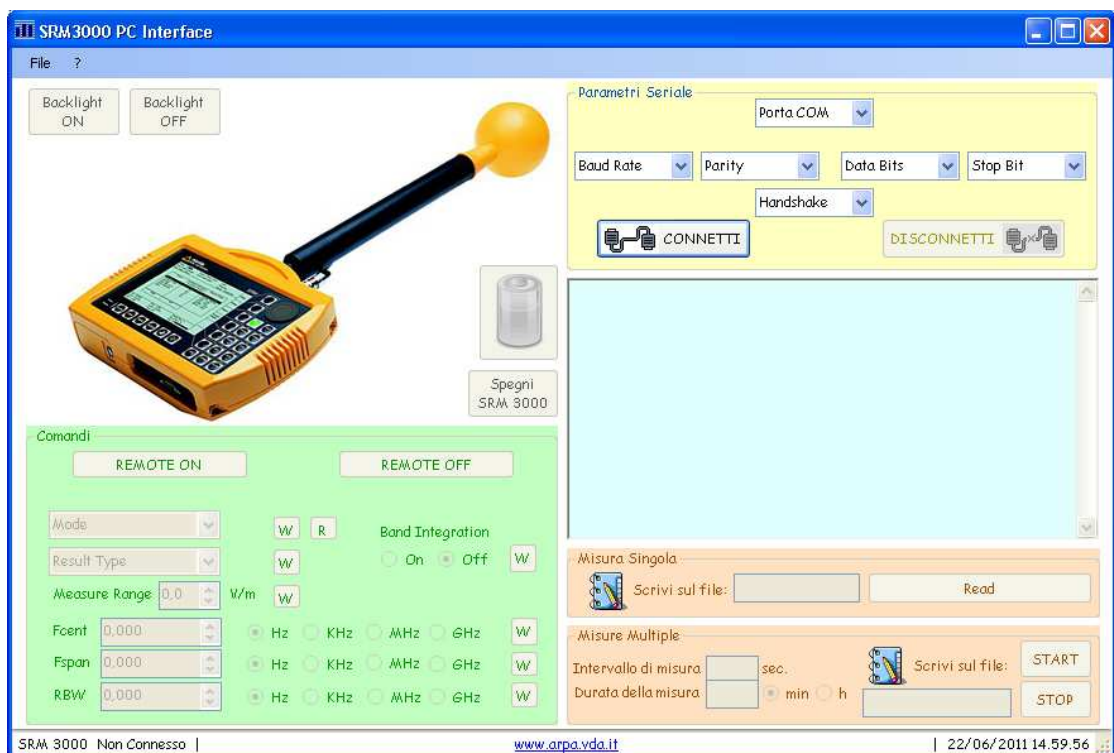 SRM3000 PC Interface
File ?
Backlight ON
Backlight OFF
Spegni
SRM 3000
Parametri Seriale
Porta COM
Baud Rate Parity Data Bits Stop Bit
Handshake
CONNETTI DISCONNETTI
Comandi
REMOTE ON REMOTE OFF
Mode W R Band Integration
Result Type W On Off W
Measure Range 0,0 V/m W
Fcent 0,000 Hz KHz MHz GHz W
Fspan 0,000 Hz KHz MHz GHz W
RBW 0,000 Hz KHz MHz GHz W
Misura Singola
Scrivi sul file: Read
Misure Multiple
Intervallo di misura sec. Scrivi sul file: START
Durata della misura min h STOP
SRM 3000 Non Connesso | www.arpa.vda.it | 22/06/2011 14.59.56